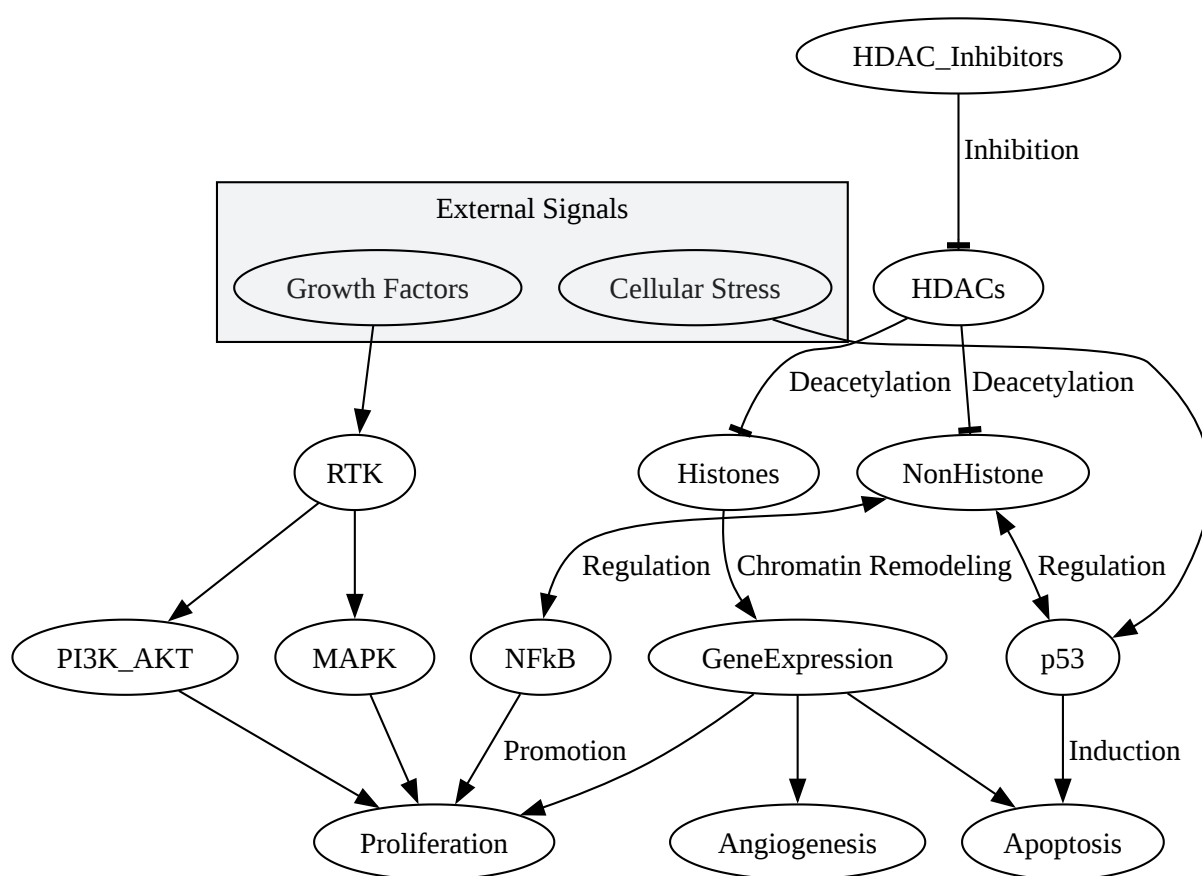 HDAC_Inhibitors
Inhibition
External Signals
Growth Factors
Cellular Stress
HDACs
Deacetylation
Deacetylation
RTK
Histones
NonHistone
Regulation
Chromatin Remodeling
Regulation
PI3K_AKT
MAPK
NFkB
GeneExpression
p53
Promotion
Induction
Proliferation
Angiogenesis
Apoptosis